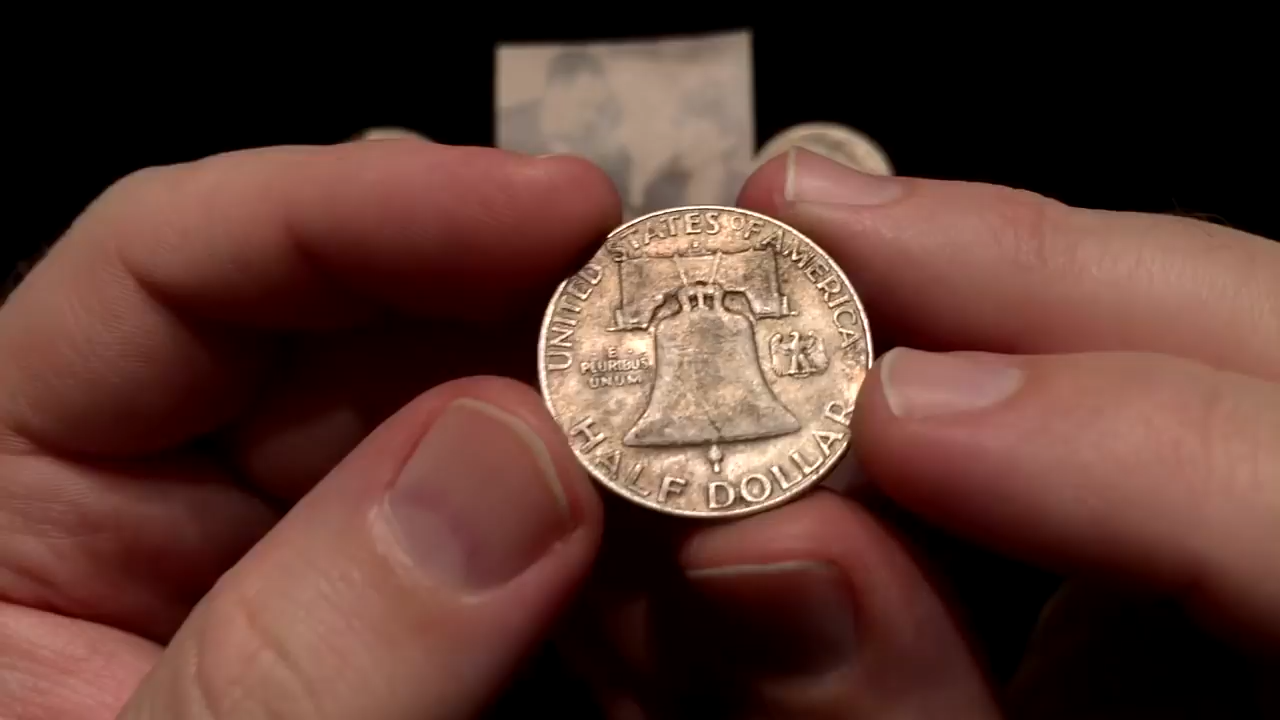 UNITED STATES OF AMERICA
E
PLURIBUS
UNUM
HALF DOLLAR